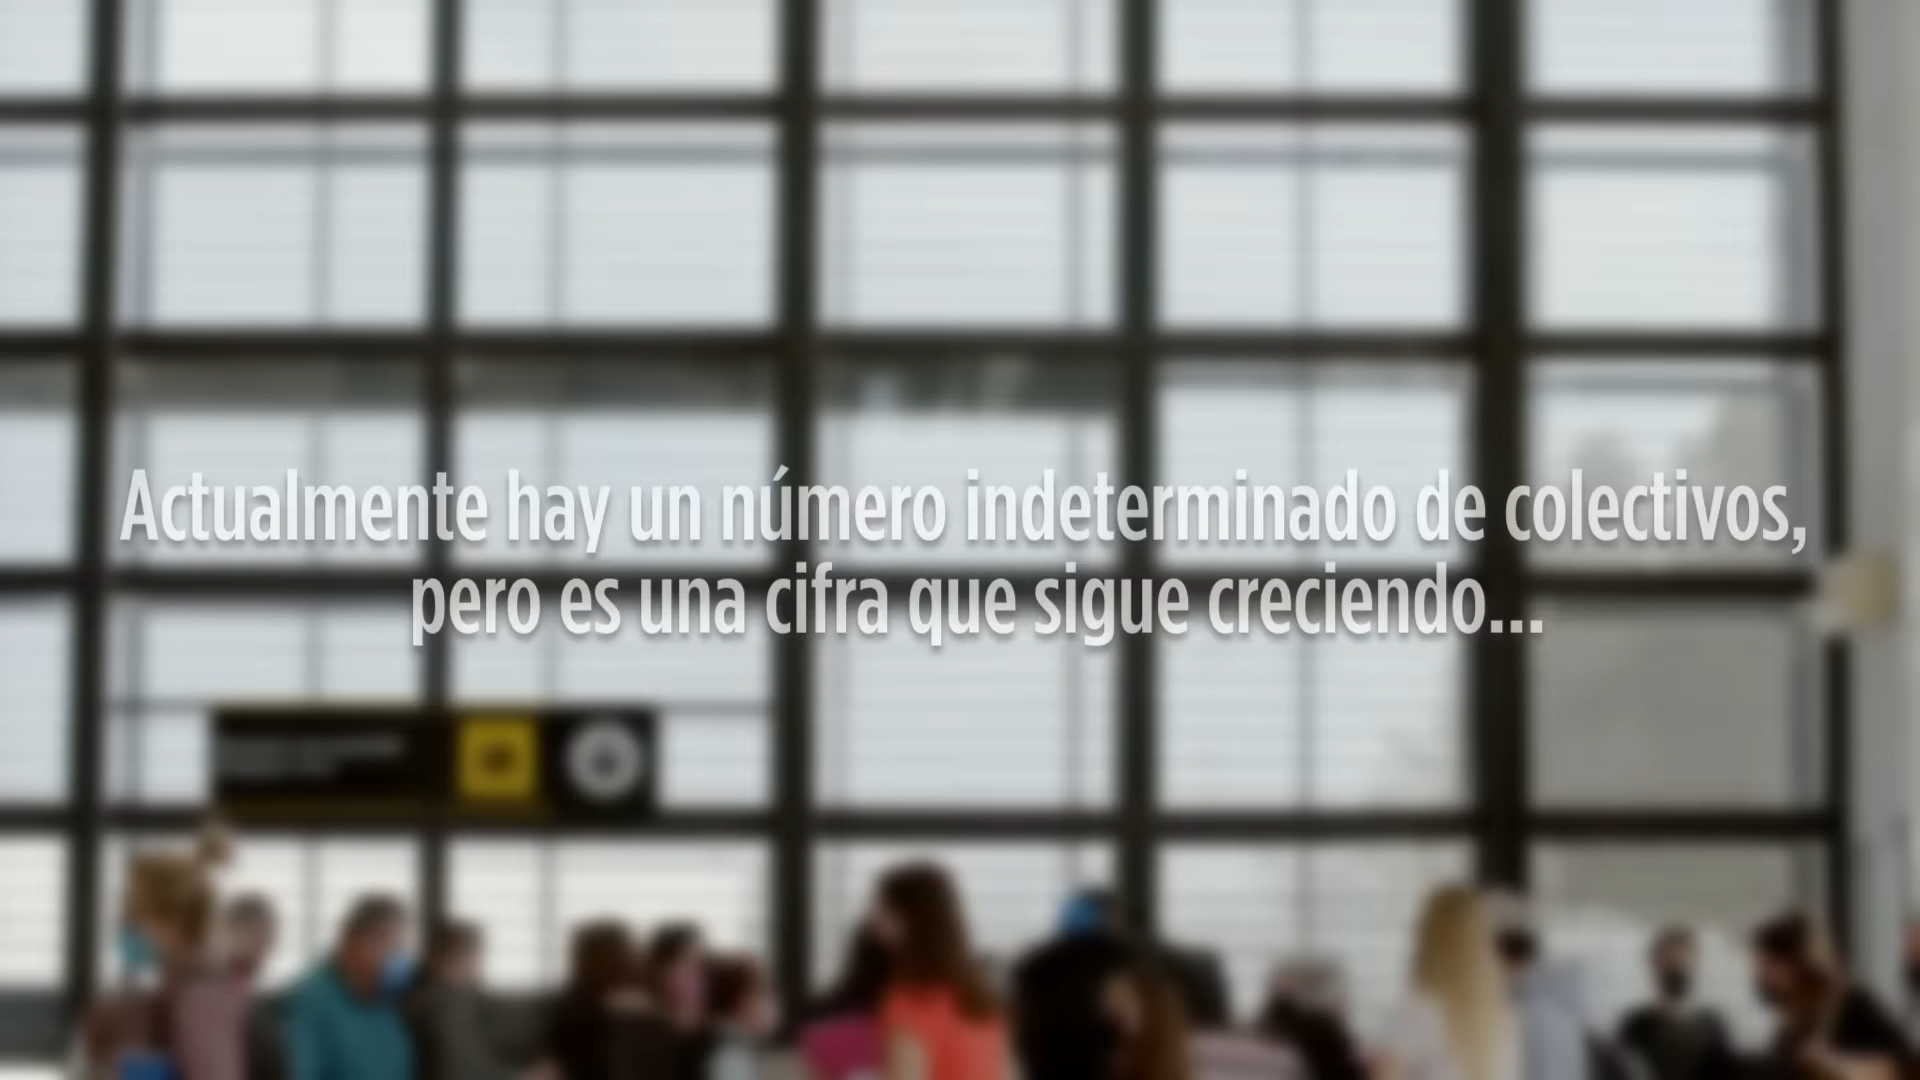 Actualmente hay un número indeterminado de colectivos,
pero es una cifra que sigue creciendo...